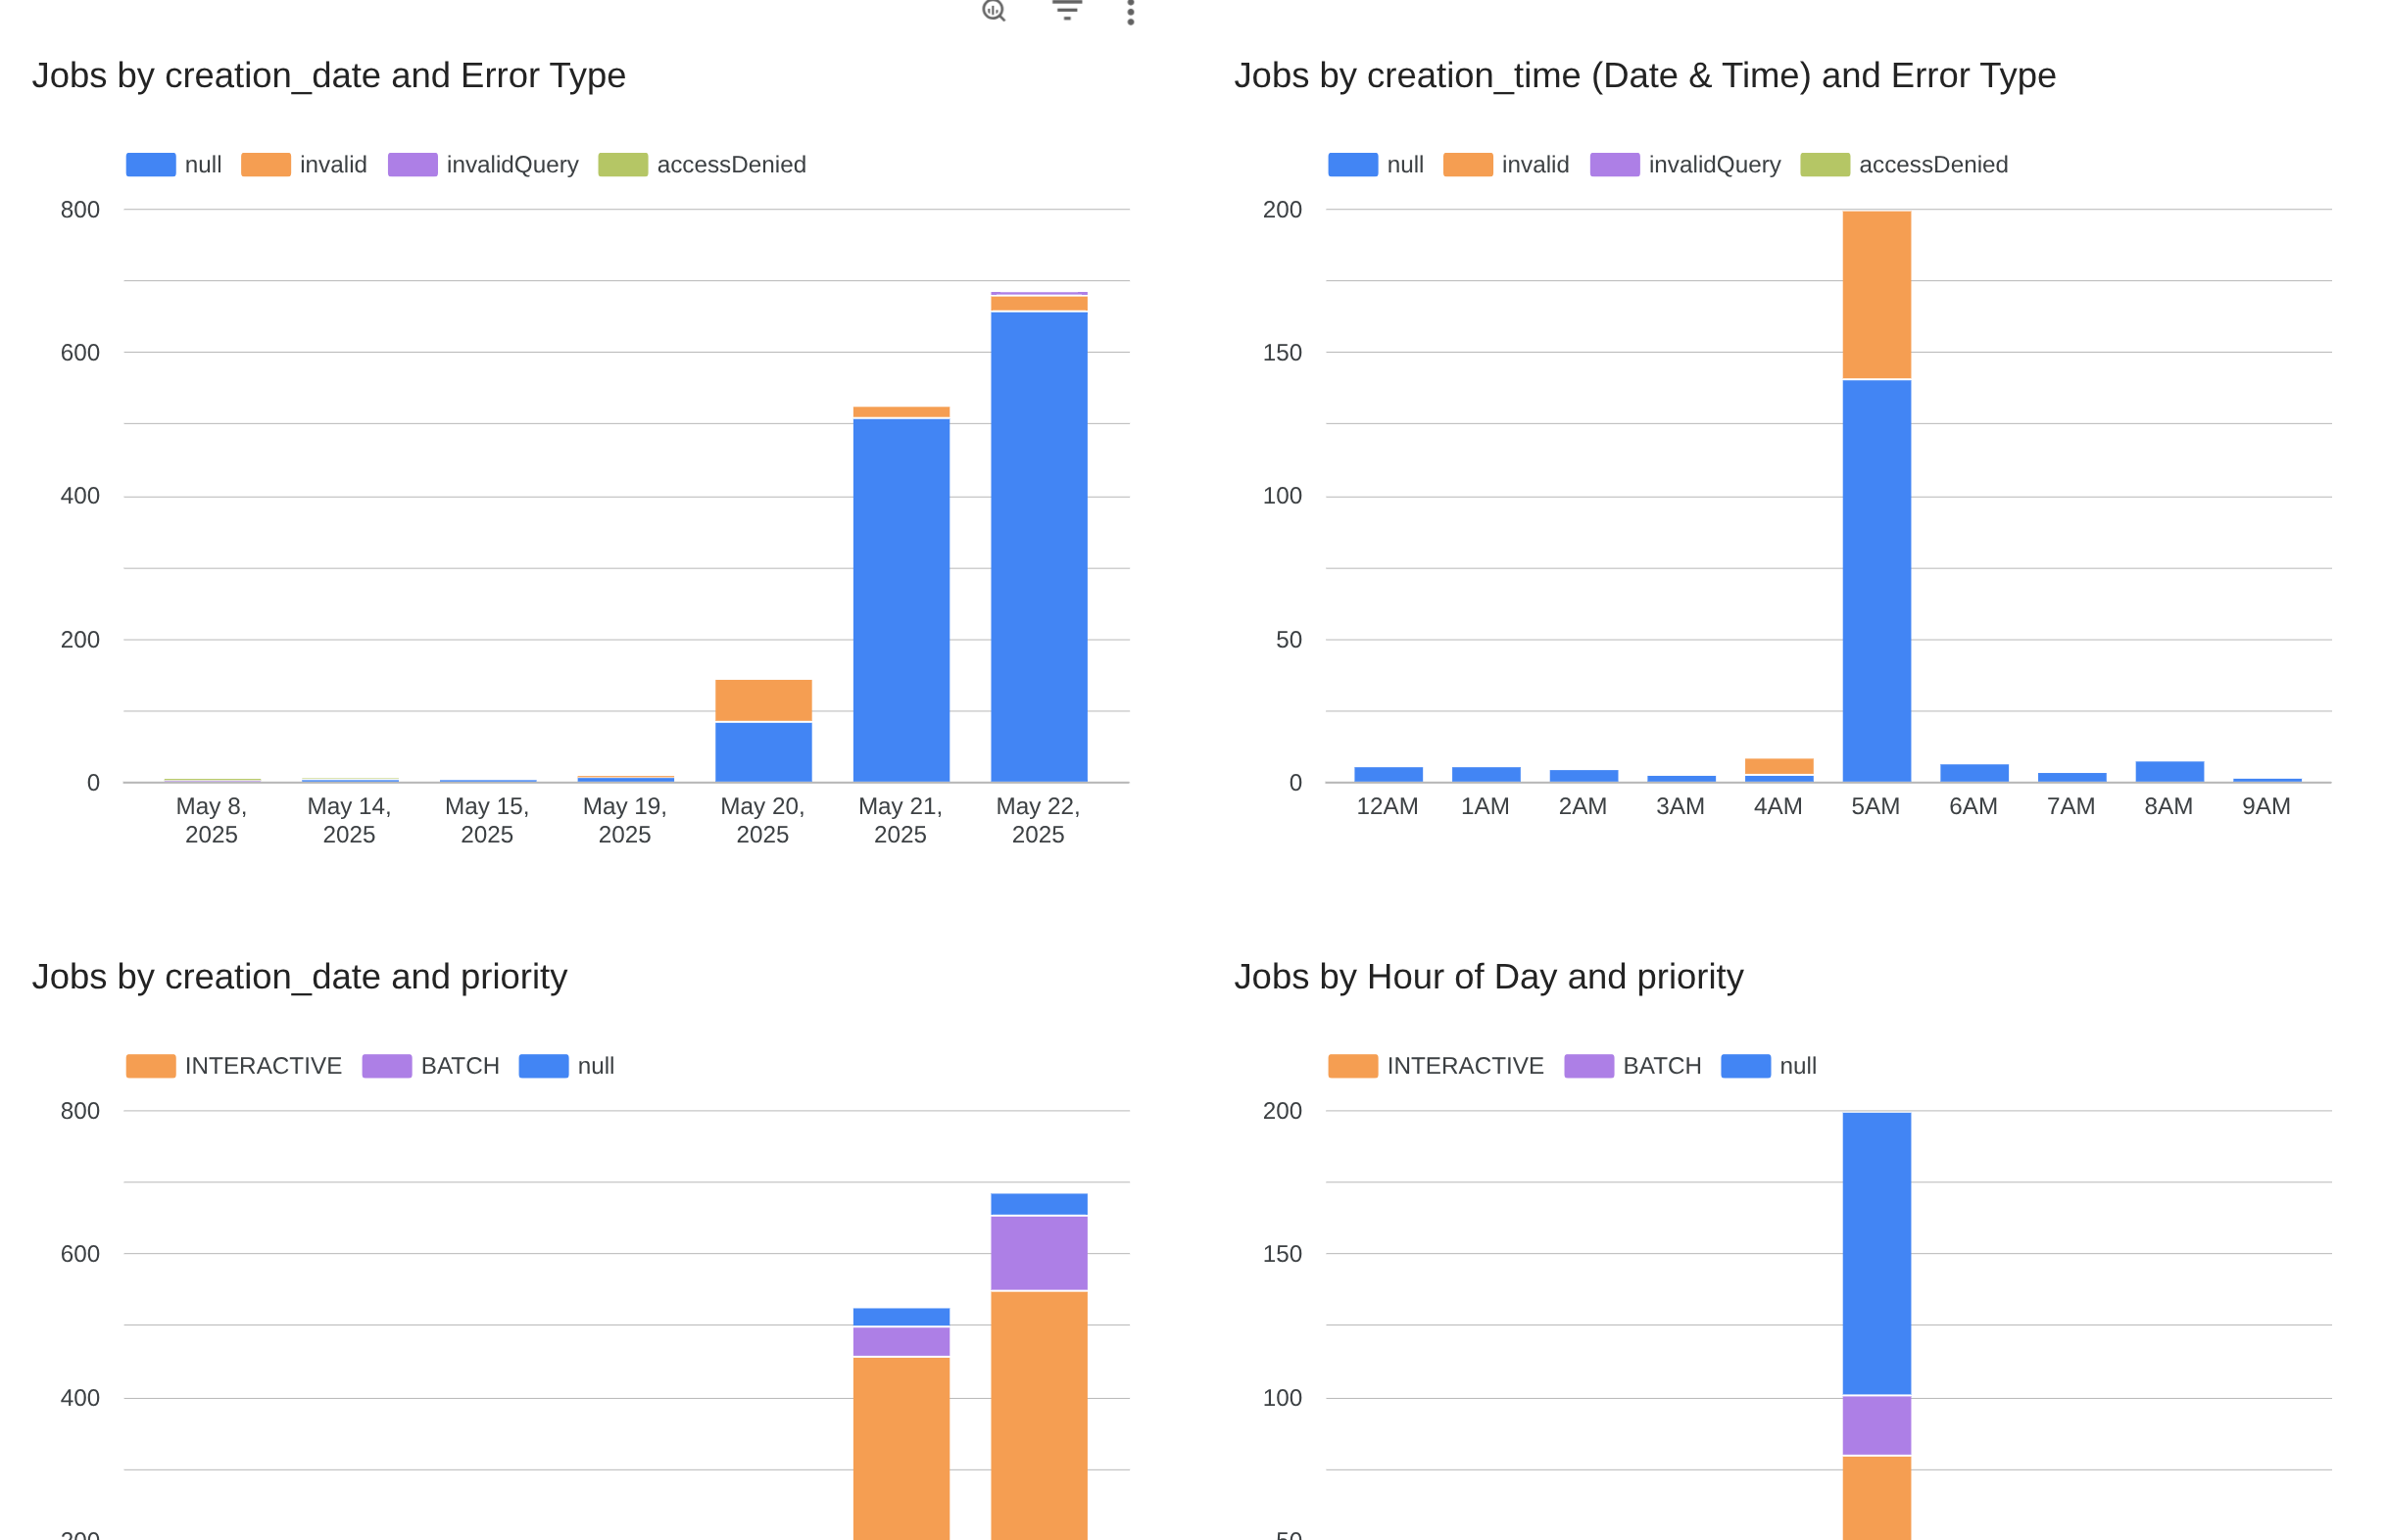 Jobs by creation_date and Error Type
null invalid invalidQuery accessDenied
800
600
400
200
0
May 8, May 14, May 15, May 19, May 20, May 21, May 22,
2025 2025 2025 2025 2025 2025 2025
Jobs by creation_time (Date & Time) and Error Type
null invalid invalidQuery accessDenied
200
150
100
50
0
12AM 1AM 2AM 3AM 4AM 5AM 6AM 7AM 8AM 9AM
Jobs by creation_date and priority
INTERACTIVE BATCH null
800
600
400
200
Jobs by Hour of Day and priority
INTERACTIVE BATCH null
200
150
100
50